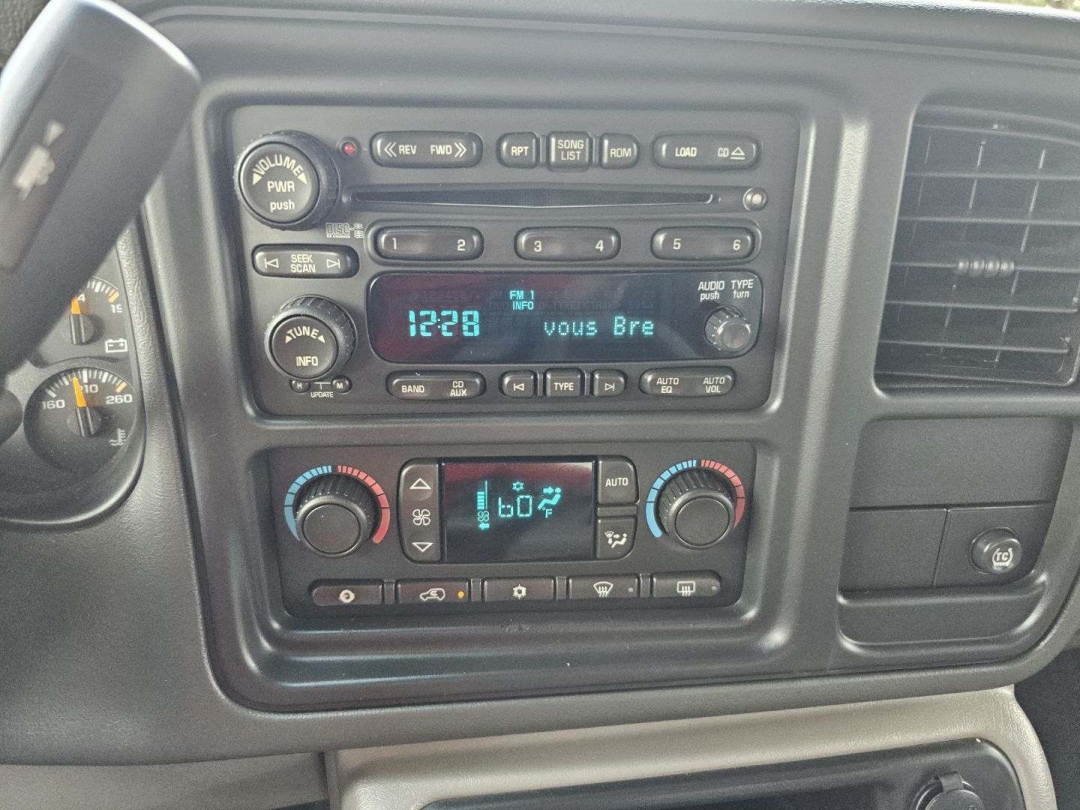 VOLUME
PWR
push
REV FWD
RPT
SONG
LIST
RDM
LOAD CD
DISC
SEEK
SCAN
1 2
3 4
5 6
FM 1
INFO
12:28 vous Bre
AUDIO TYPE
push turn
TUNE
INFO
H M
UPDATE
BAND CD
AUX
TYPE
AUTO AUTO
EQ VOL
60 °F
AUTO
TC
19
210
160 260